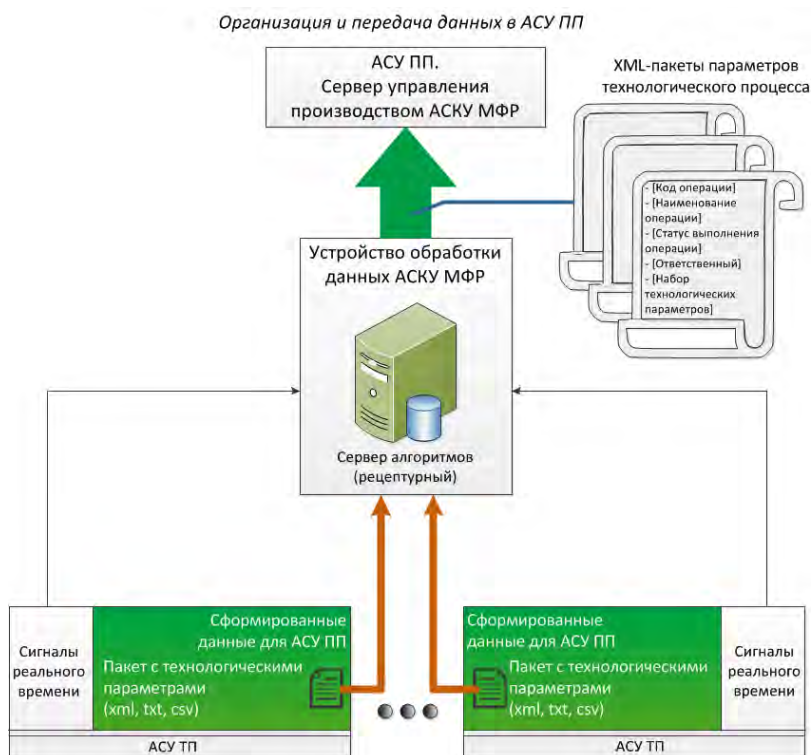 Организация и передача данных в АСУ ПП
АСУ ПП.
Сервер управления
производством АСКУ МФР
XML-пакеты параметров
технологического процесса
- [Код операции]
- [Наименование
операции]
- [Статус выполнения
операции]
- [Ответственный]
- [Набор
технологических
параметров]
Устройство обработки
данных АСКУ МФР
Сервер алгоритмов
(рецептурный)
Сигналы
реального
времени
Сформированные
данные для АСУ ПП
Пакет с технологическими
параметрами
(xml, txt, csv)
АСУ ТП
Сформированные
данные для АСУ ПП
Пакет с технологическими
параметрами
(xml, txt, csv)
Сигналы
реального
времени
АСУ ТП